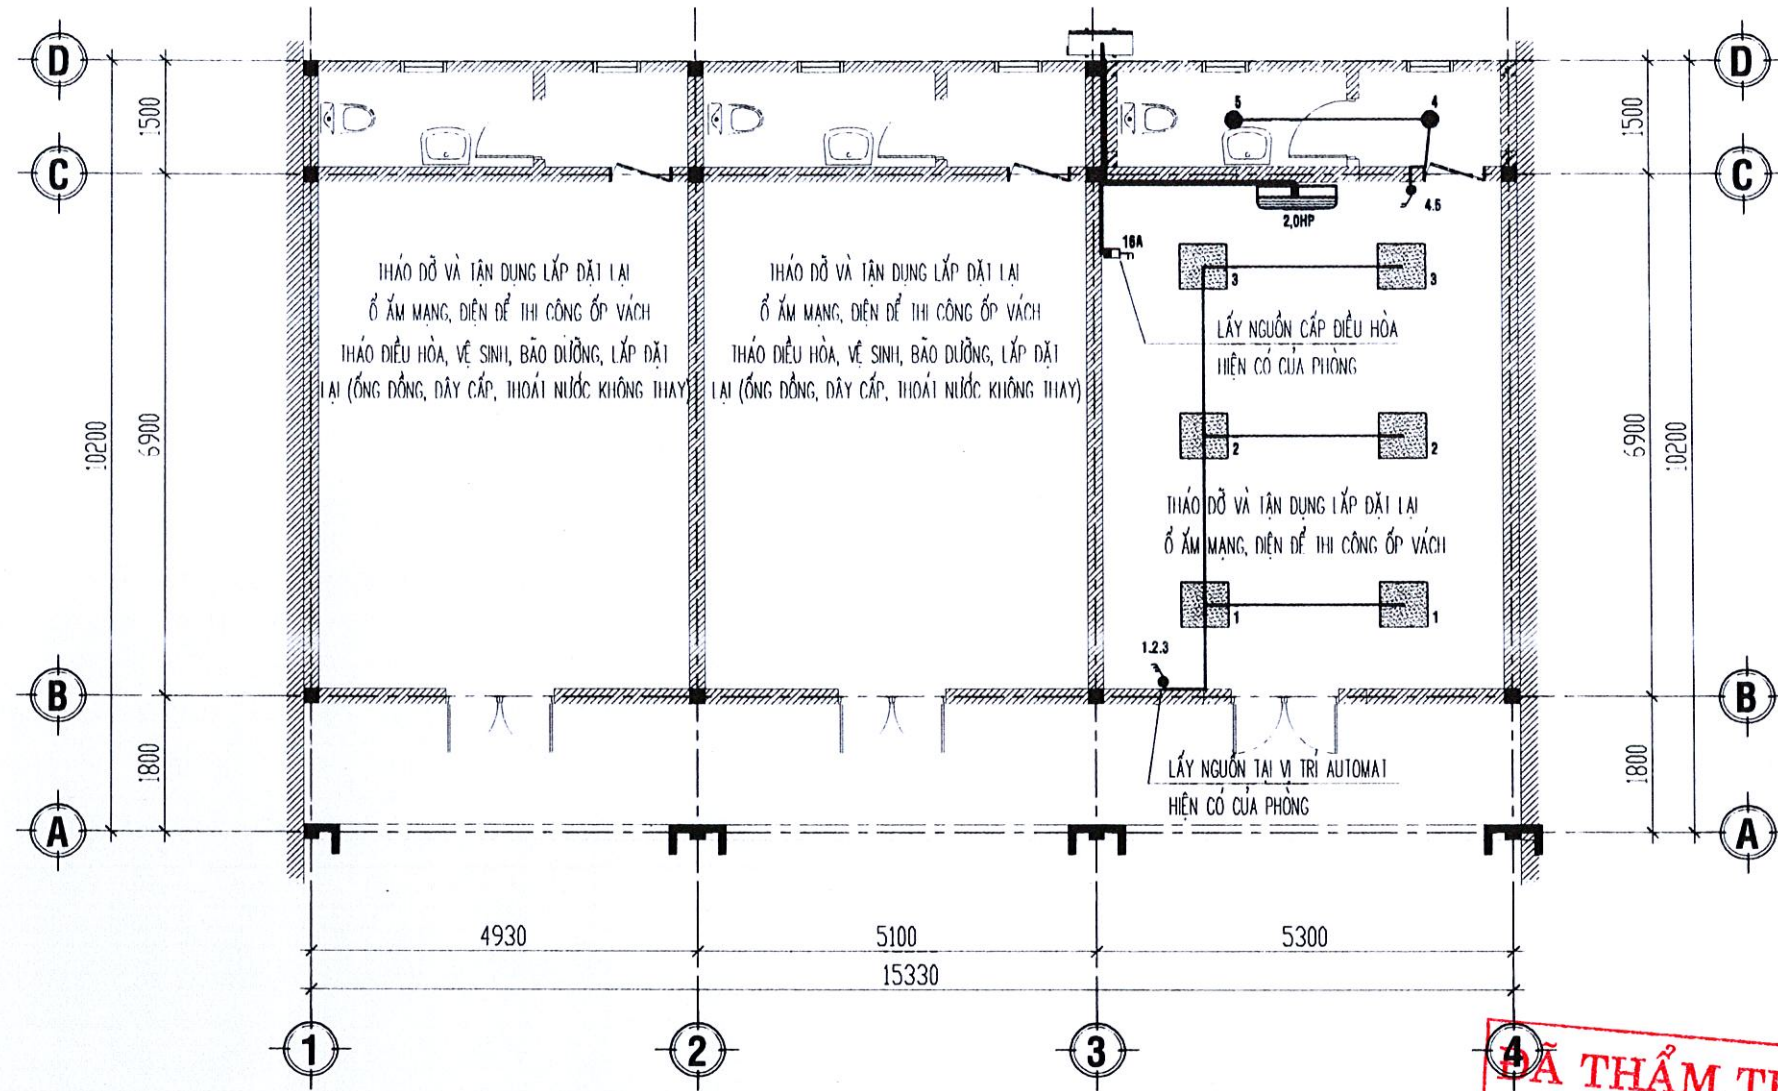 D
D
1500
5
4
1500
C
C
4.5
2,0HP
16A
THÁO DỠ VÀ TẬN DỤNG LẮP ĐẶT LẠI
Ổ ẨM MẠNG, ĐIỆN ĐỂ THI CÔNG ỐP VÁCH
THÁO ĐIỀU HÒA, VỆ SINH, BẢO DƯỠNG, LẮP ĐẶT
LẠI (ỐNG ĐỒNG, DÂY CẤP, THOÁT NƯỚC KHÔNG THAY)
THÁO DỠ VÀ TẬN DỤNG LẮP ĐẶT LẠI
Ổ ẨM MẠNG, ĐIỆN ĐỂ THI CÔNG ỐP VÁCH
THÁO ĐIỀU HÒA, VỆ SINH, BẢO DƯỠNG, LẮP ĐẶT
LẠI (ỐNG ĐỒNG, DÂY CẤP, THOÁT NƯỚC KHÔNG THAY)
3
3
LẤY NGUỒN CẤP ĐIỀU HÒA
HIỆN CÓ CỦA PHÒNG
10200
6900
2
2
6900
10200
THÁO DỠ VÀ TẬN DỤNG LẮP ĐẶT LẠI
Ổ ẨM MẠNG, ĐIỆN ĐỂ THI CÔNG ỐP VÁCH
1
1
1.2.3
B
B
1800
1800
LẤY NGUỒN TẠI VỊ TRÍ AUTOMAT
HIỆN CÓ CỦA PHÒNG
A
A
4930
5100
5300
15330
1
2
3
4
ĐÃ THẨM